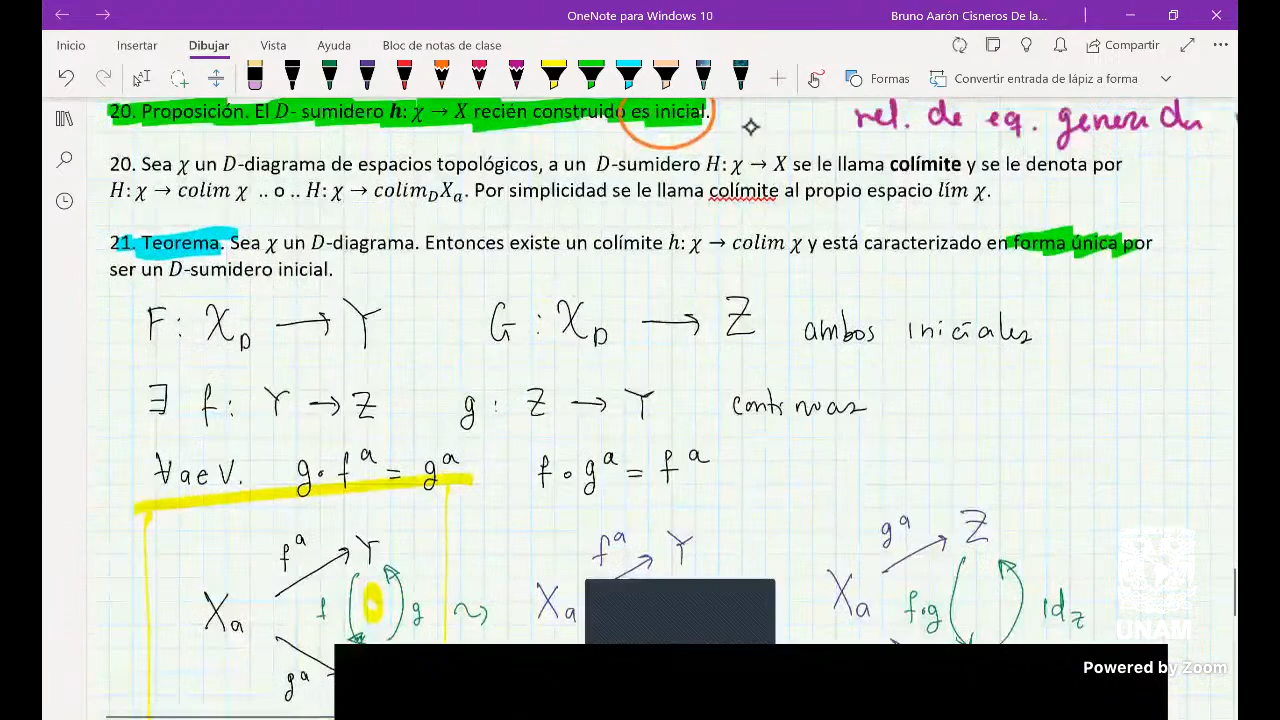 OneNote para Windows 10
Bruno Aarón Cisneros De la...
Inicio Insertar Dibujar Vista Ayuda Bloc de notas de clase Compartir
Formas Convertir entrada de lápiz a forma
20. Proposición. El D- sumidero h: χ → X recién construido es inicial.
rel. de eq. generada
20. Sea χ un D-diagrama de espacios topológicos, a un D-sumidero H: χ → X se le llama colímite y se le denota por
H: χ → colim χ .. o .. H: χ → colim_D X_a. Por simplicidad se le llama colímite al propio espacio lím χ.
21. Teorema. Sea χ un D-diagrama. Entonces existe un colímite h: χ → colim χ y está caracterizado en forma única por
ser un D-sumidero inicial.
F: X_D → Y G: X_D → Z ambos iniciales
∃ f: Y → Z g: Z → Y continuas
∀ a∈V. g∘f^a = g^a f∘g^a = f^a
f^a Y f^a Y g^a Z
X_a f g ⤳ X_a X_a f∘g Id_Z
g^a
UNAM
Powered by Zoom